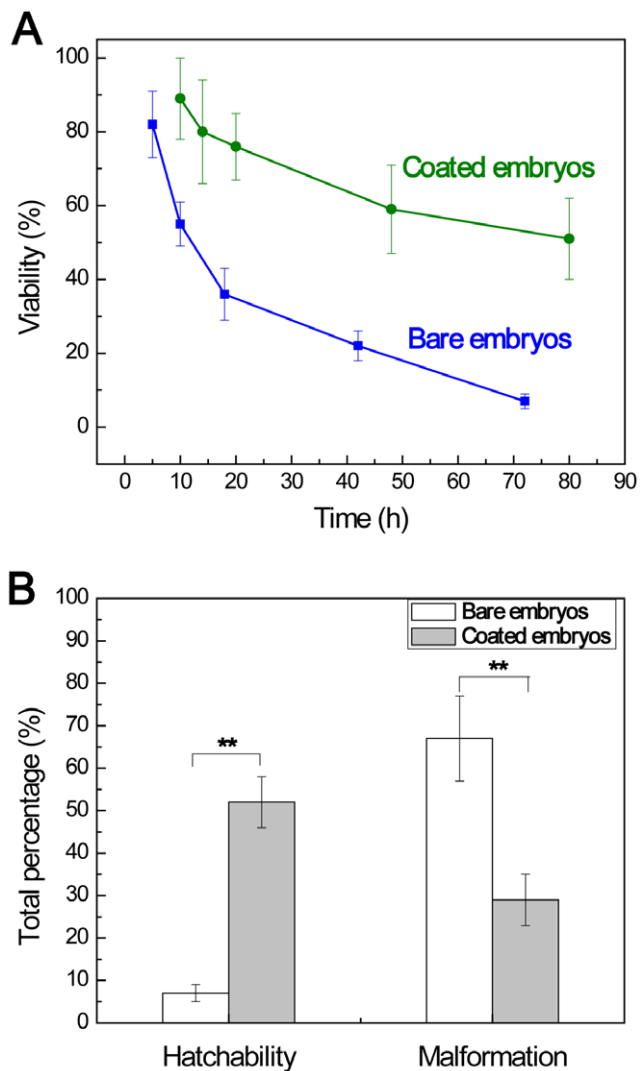 A
100
80
60
40
20
0
Viability (%)
Coated embryos
Bare embryos
0 10 20 30 40 50 60 70 80 90
Time (h)
B
100
90
80
70
60
50
40
30
20
10
0
Total percentage (%)
Bare embryos
Coated embryos
**
**
Hatchability Malformation